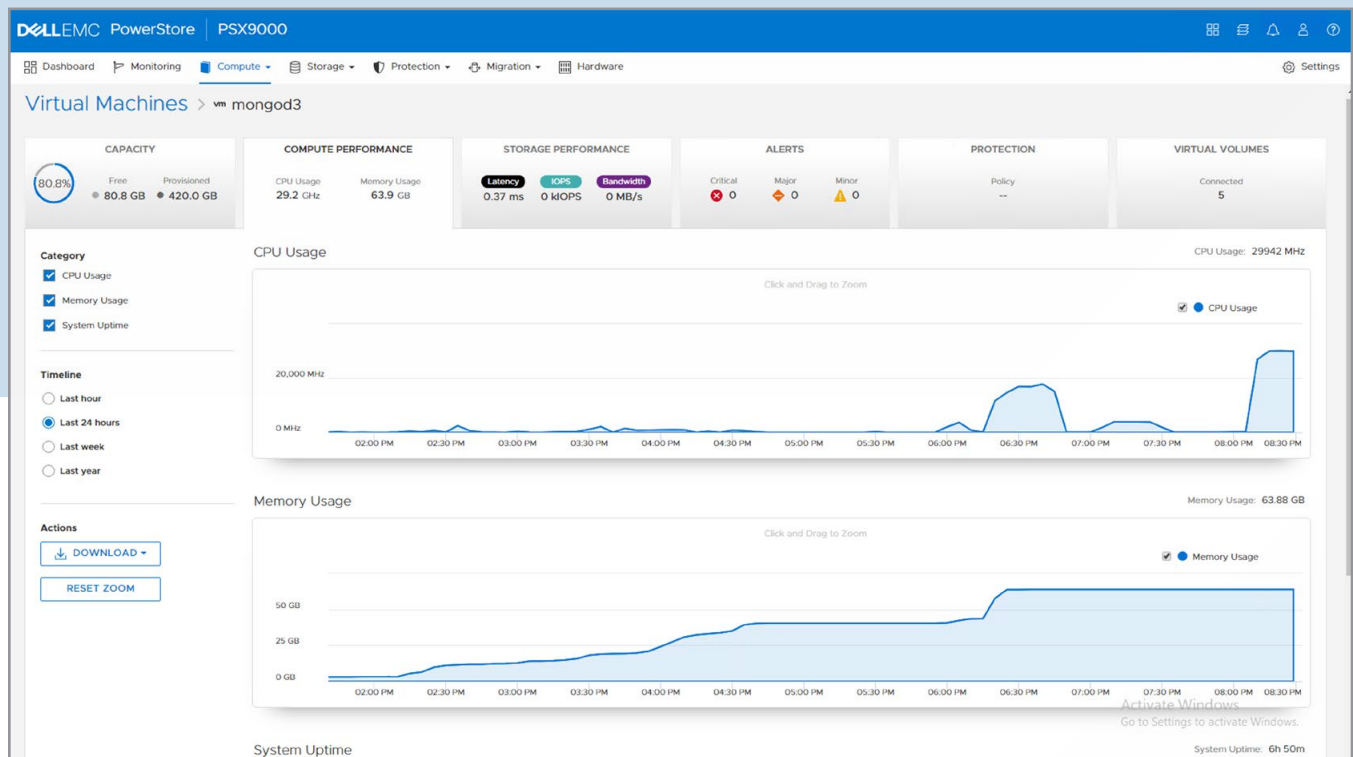 DELLEMC PowerStore | PSX9000
Dashboard Monitoring Compute Storage Protection Migration Hardware Settings
Virtual Machines > vm mongod3
CAPACITY
80.8%
Free Provisioned
80.8 GB 420.0 GB
COMPUTE PERFORMANCE
CPU Usage Memory Usage
29.2 GHz 63.9 GB
STORAGE PERFORMANCE
Latency IOPS Bandwidth
0.37 ms 0 kIOPS 0 MB/s
ALERTS
Critical Major Minor
0 0 0
PROTECTION
Policy
--
VIRTUAL VOLUMES
Connected
5
Category
CPU Usage
Memory Usage
System Uptime
Timeline
Last hour
Last 24 hours
Last week
Last year
Actions
DOWNLOAD
RESET ZOOM
CPU Usage
CPU Usage: 29942 MHz
Click and Drag to Zoom
CPU Usage
20,000 MHz
0 MHz
02:00 PM 02:30 PM 03:00 PM 03:30 PM 04:00 PM 04:30 PM 05:00 PM 05:30 PM 06:00 PM 06:30 PM 07:00 PM 07:30 PM 08:00 PM 08:30 PM
Memory Usage
Memory Usage: 63.88 GB
Click and Drag to Zoom
Memory Usage
50 GB
25 GB
0 GB
02:00 PM 02:30 PM 03:00 PM 03:30 PM 04:00 PM 04:30 PM 05:00 PM 05:30 PM 06:00 PM 06:30 PM 07:00 PM 07:30 PM 08:00 PM 08:30 PM
Activate Windows
Go to Settings to activate Windows.
System Uptime
System Uptime: 6h 50m